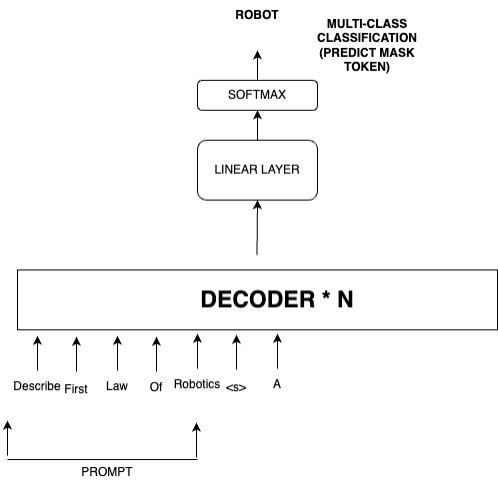 ROBOT
MULTI-CLASS
CLASSIFICATION
(PREDICT MASK
TOKEN)
SOFTMAX
LINEAR LAYER
DECODER * N
Describe First Law Of Robotics <s> A
PROMPT